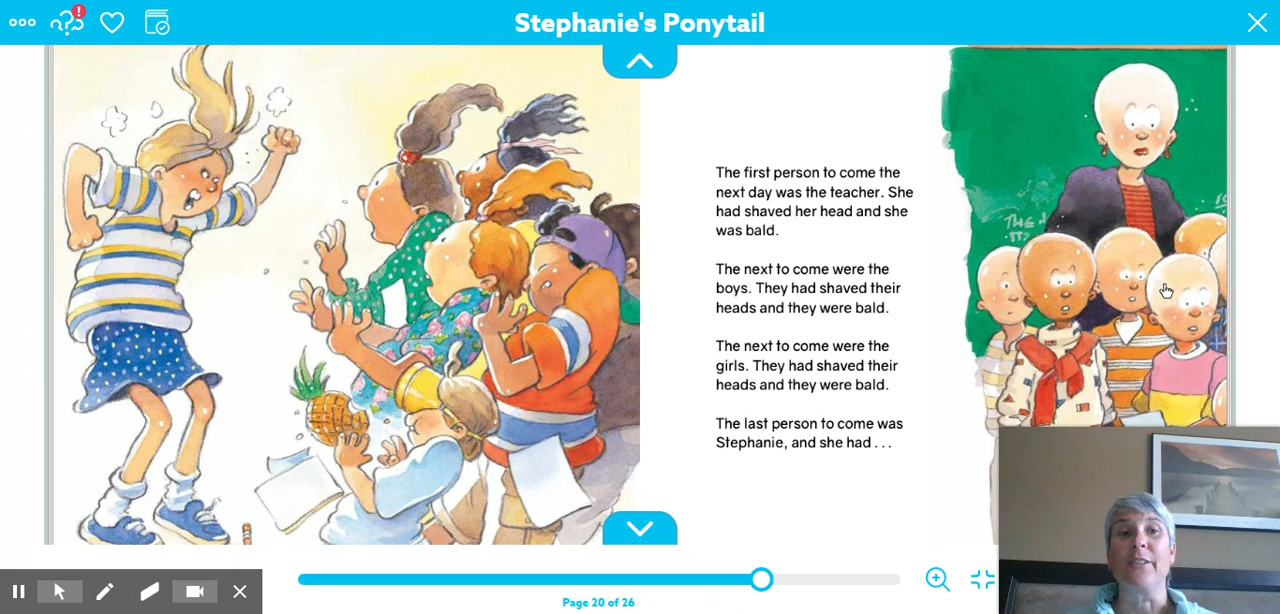 Stephanie's Ponytail
The first person to come the
next day was the teacher. She
had shaved her head and she
was bald.
The next to come were the
boys. They had shaved their
heads and they were bald.
The next to come were the
girls. They had shaved their
heads and they were bald.
The last person to come was
Stephanie, and she had . . .
Page 20 of 26